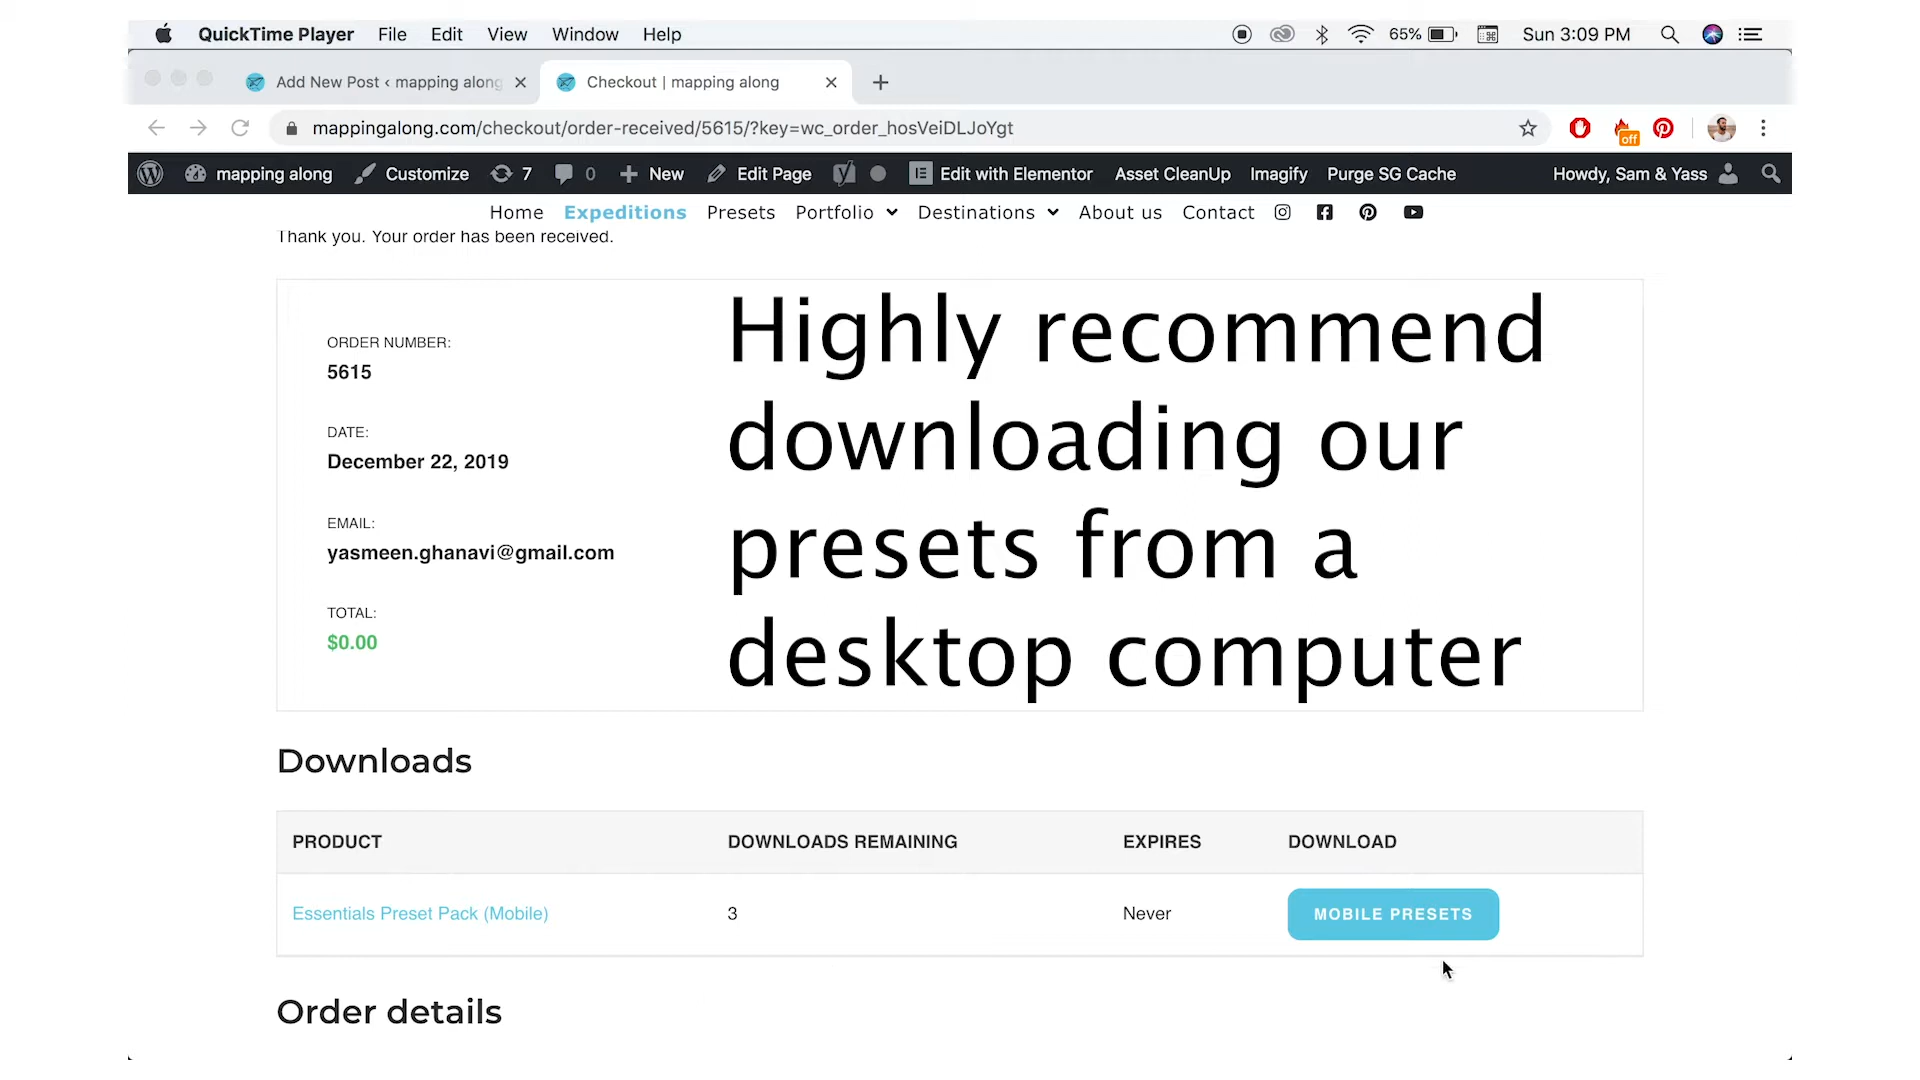 QuickTime Player File Edit View Window Help 65% Sun 3:09 PM
Add New Post ‹ mapping along Checkout | mapping along
mappingalong.com/checkout/order-received/5615/?key=wc_order_hosVeiDLJoYgt
off
mapping along Customize 7 0 New Edit Page Edit with Elementor Asset CleanUp Imagify Purge SG Cache Howdy, Sam & Yass
Home Expeditions Presets Portfolio Destinations About us Contact
Thank you. Your order has been received.
ORDER NUMBER:
5615
DATE:
December 22, 2019
EMAIL:
yasmeen.ghanavi@gmail.com
TOTAL:
$0.00
Highly recommend
downloading our
presets from a
desktop computer
Downloads
PRODUCT DOWNLOADS REMAINING EXPIRES DOWNLOAD
Essentials Preset Pack (Mobile) 3 Never MOBILE PRESETS
Order details